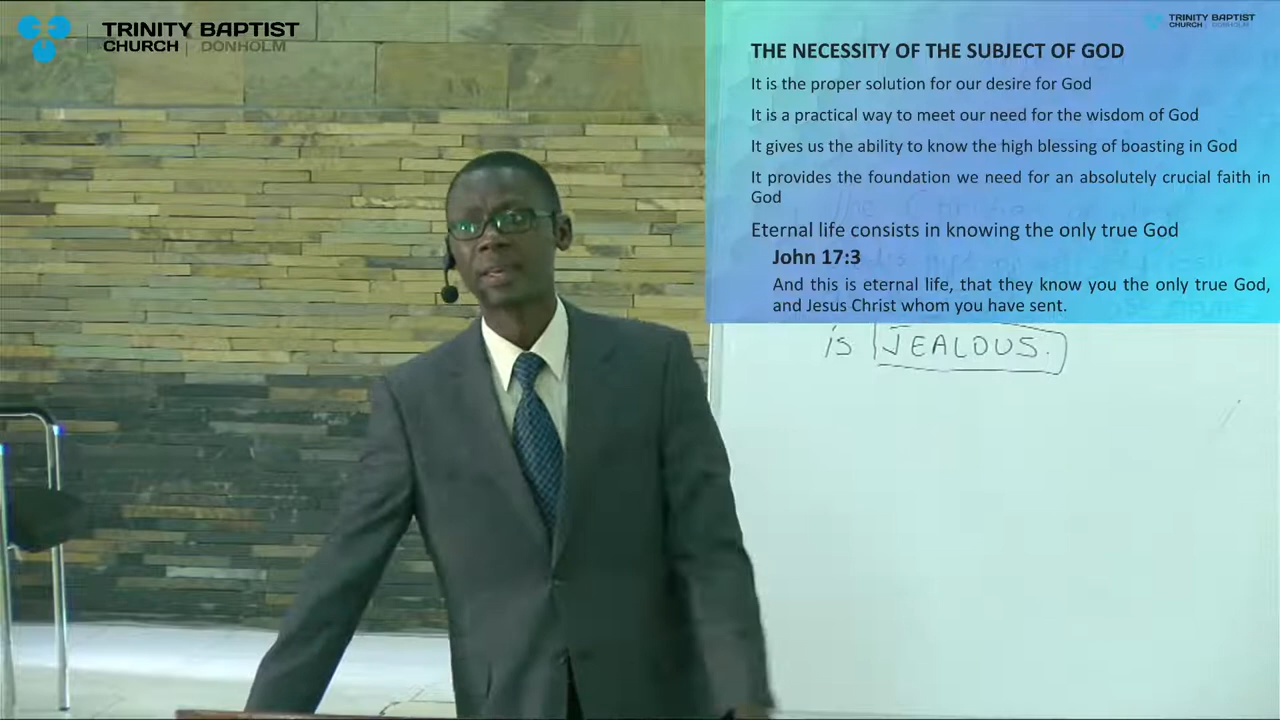 TRINITY BAPTIST
CHURCH | DONHOLM
TRINITY BAPTIST
CHURCH | DONHOLM
THE NECESSITY OF THE SUBJECT OF GOD
It is the proper solution for our desire for God
It is a practical way to meet our need for the wisdom of God
It gives us the ability to know the high blessing of boasting in God
It provides the foundation we need for an absolutely crucial faith in
God
Eternal life consists in knowing the only true God
John 17:3
And this is eternal life, that they know you the only true God,
and Jesus Christ whom you have sent.
is JEALOUS.